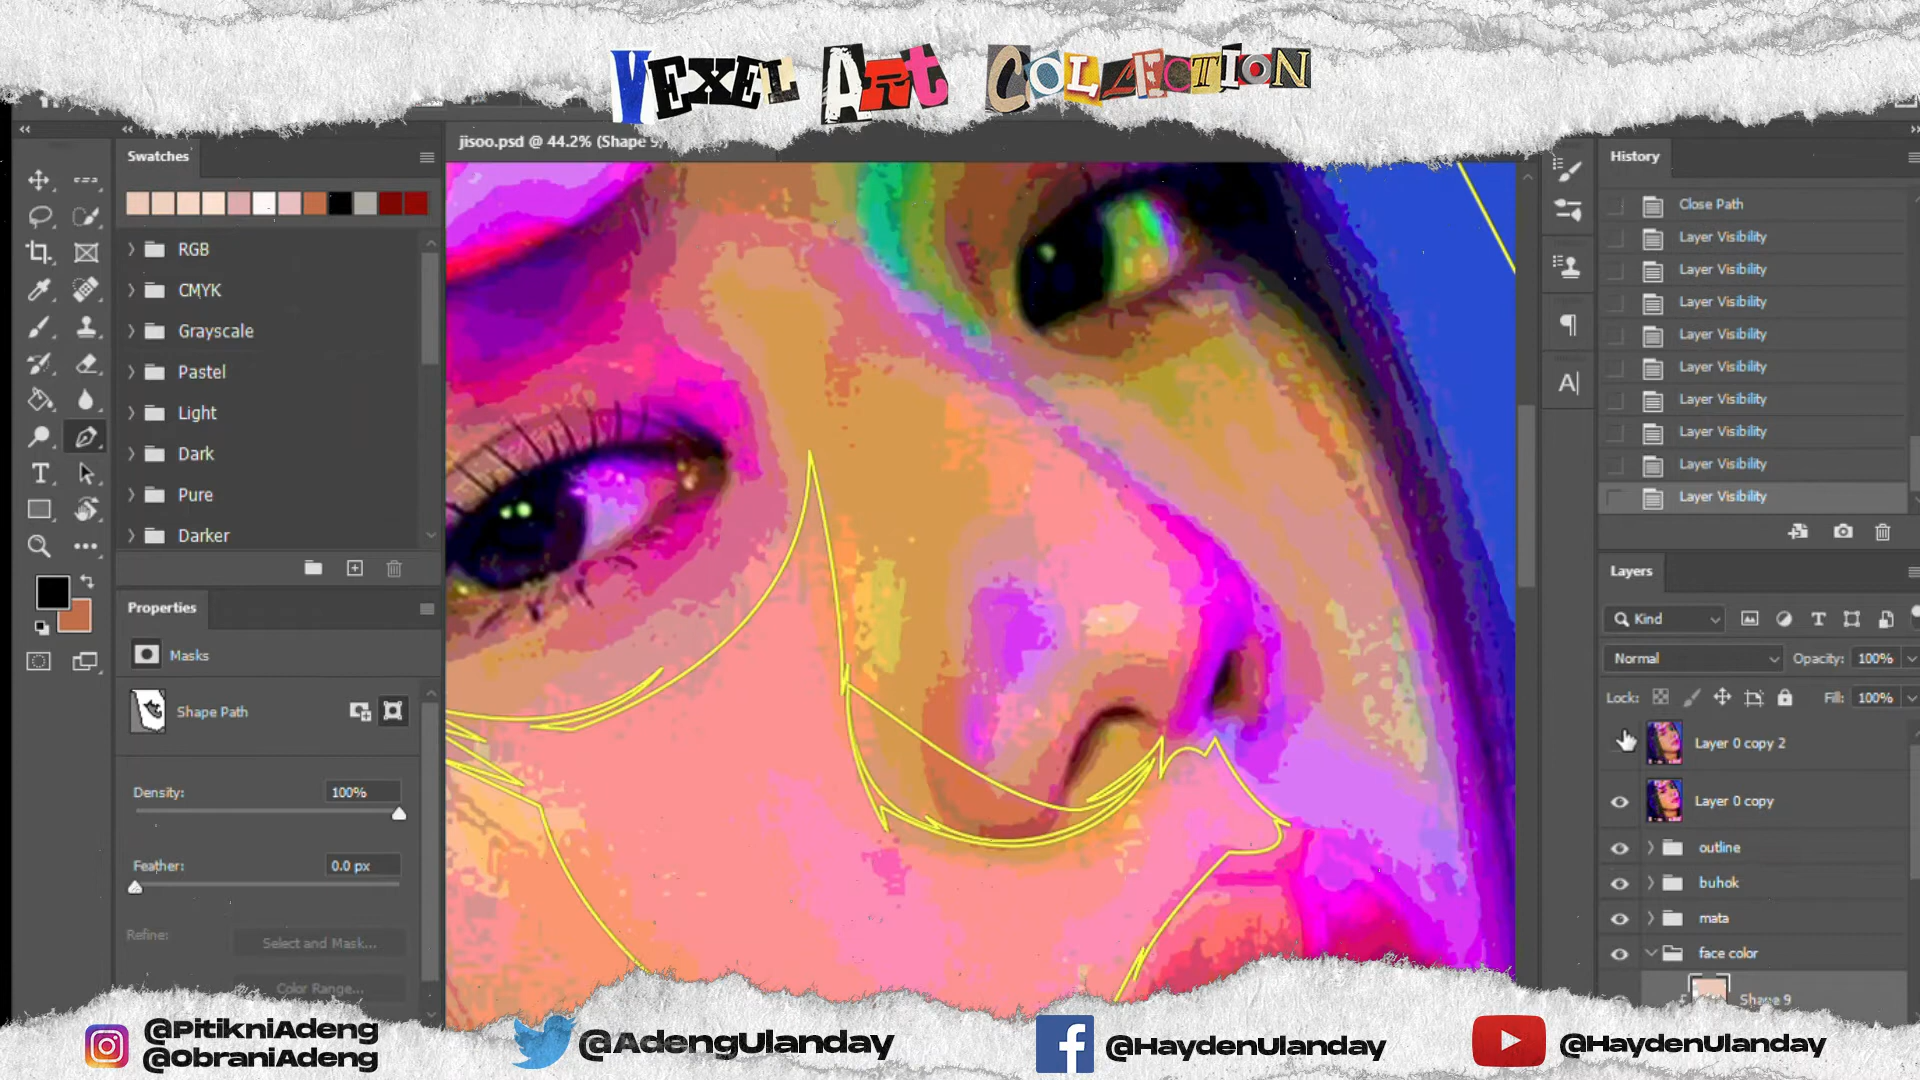 Vexel Art Collection
jisoo.psd @ 44.2% (Shape 9,
Swatches
RGB
CMYK
Grayscale
Pastel
Light
Dark
Pure
Darker
Properties
Masks
Shape Path
Density:
100%
Feather:
0.0 px
Refine:
Select and Mask...
Color Range...
History
Close Path
Layer Visibility
Layer Visibility
Layer Visibility
Layer Visibility
Layer Visibility
Layer Visibility
Layer Visibility
Layer Visibility
Layer Visibility
Layers
Kind
Normal
Opacity: 100%
Lock:
Fill: 100%
Layer 0 copy 2
Layer 0 copy
outline
buhok
mata
face color
Shape 9
@PitikniAdeng
@ObraniAdeng
@AdengUlanday
@HaydenUlanday
@HaydenUlanday